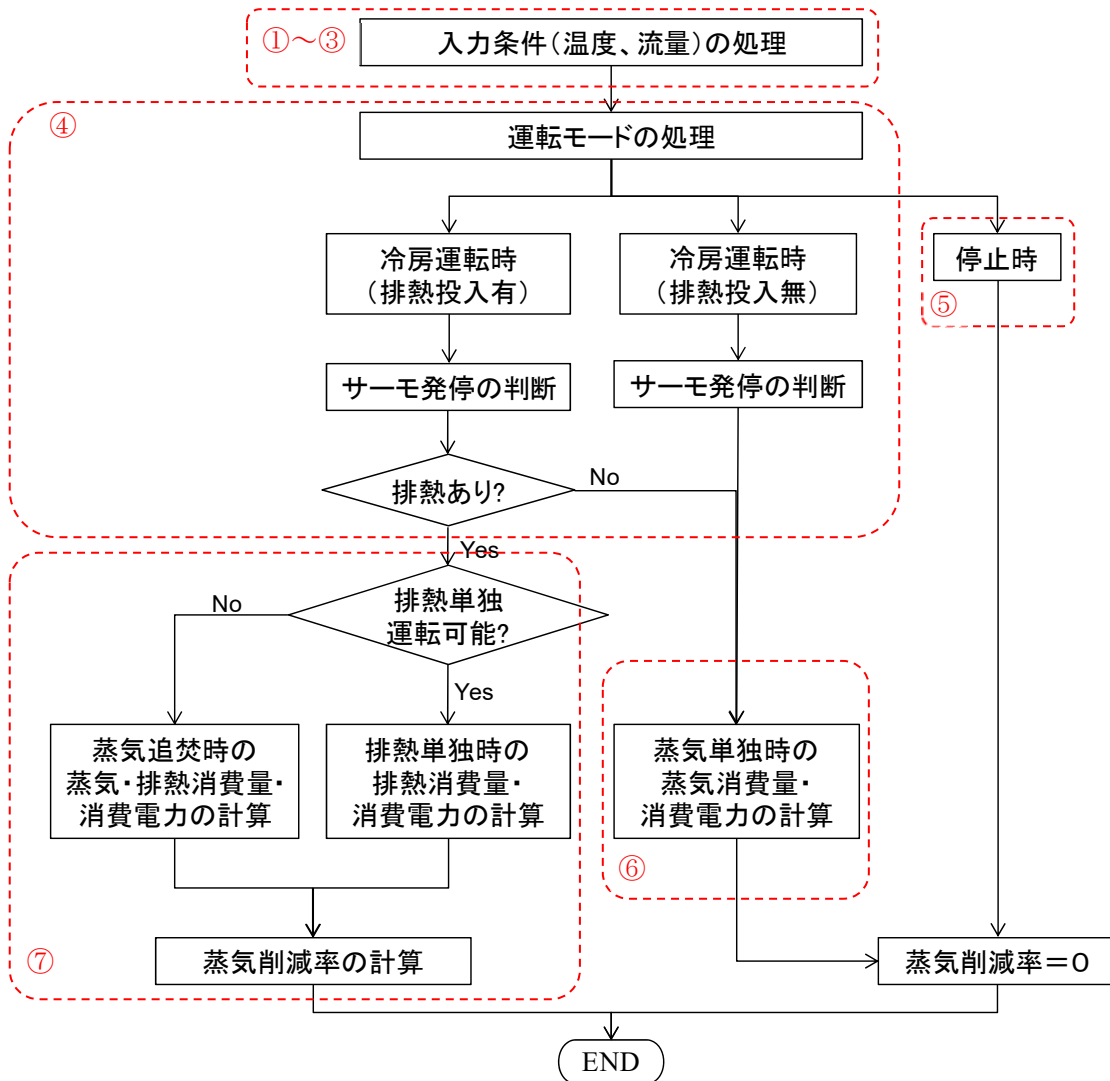 ①～③
入力条件（温度、流量）の処理
④
運転モードの処理
冷房運転時
（排熱投入有）
冷房運転時
（排熱投入無）
停止時
⑤
サーモ発停の判断
サーモ発停の判断
排熱あり?
No
Yes
排熱単独
運転可能?
No
Yes
蒸気追焚時の
蒸気・排熱消費量・
消費電力の計算
排熱単独時の
排熱消費量・
消費電力の計算
蒸気単独時の
蒸気消費量・
消費電力の計算
⑥
⑦
蒸気削減率の計算
蒸気削減率＝０
END